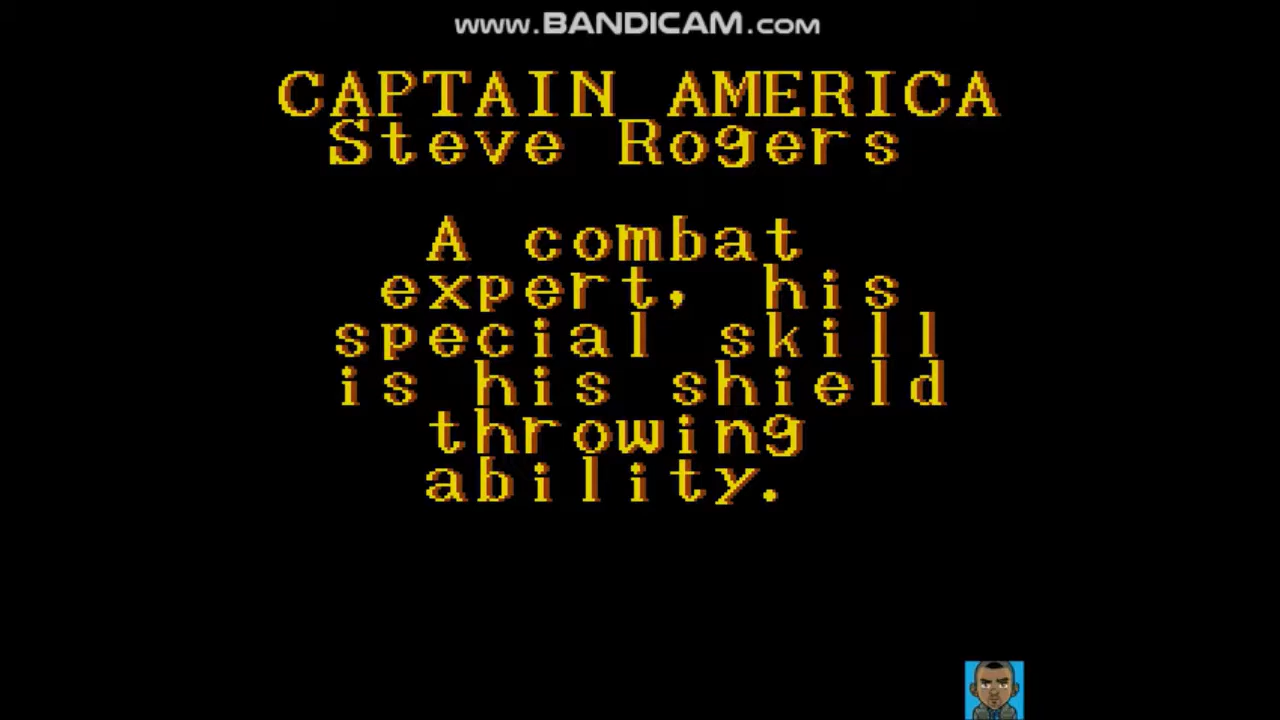 www.BANDICAM.com
CAPTAIN AMERICA
Steve Rogers
A combat
expert, his
special skill
is his shield
throwing
ability.